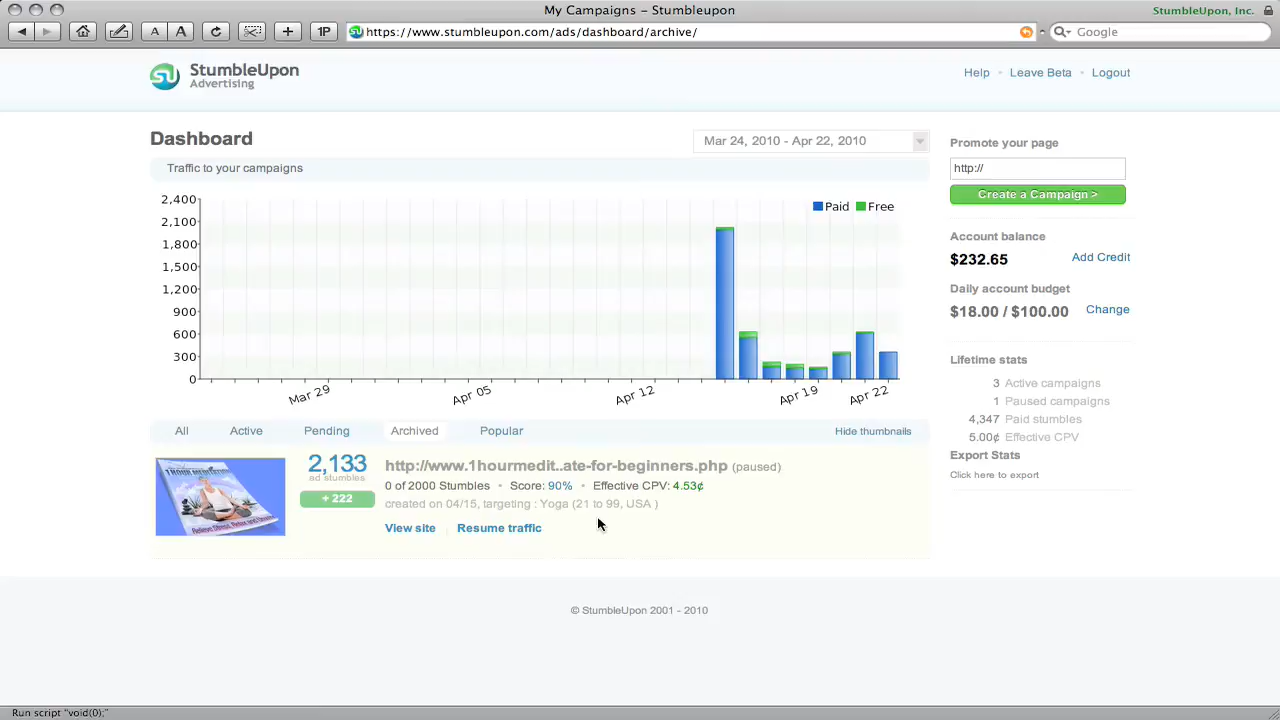 My Campaigns – Stumbleupon
StumbleUpon, Inc.
A A 1P https://www.stumbleupon.com/ads/dashboard/archive/ Google
StumbleUpon
Advertising
Help • Leave Beta • Logout
Dashboard
Mar 24, 2010 - Apr 22, 2010
Traffic to your campaigns
2,400
2,100
1,800
1,500
1,200
900
600
300
0
Paid Free
Mar 29 Apr 05 Apr 12 Apr 19 Apr 22
Promote your page
http://
Create a Campaign >
Account balance
$232.65 Add Credit
Daily account budget
$18.00 / $100.00 Change
Lifetime stats
3 Active campaigns
1 Paused campaigns
4,347 Paid stumbles
5.00¢ Effective CPV
Export Stats
Click here to export
All Active Pending Archived Popular Hide thumbnails
1HOUR MEDITATION
Relieve Stress, Relax and
2,133
ad stumbles
+ 222
http://www.1hourmedit..ate-for-beginners.php (paused)
0 of 2000 Stumbles • Score: 90% • Effective CPV: 4.53¢
created on 04/15, targeting : Yoga (21 to 99, USA )
View site Resume traffic
© StumbleUpon 2001 - 2010
Run script "void(0);"